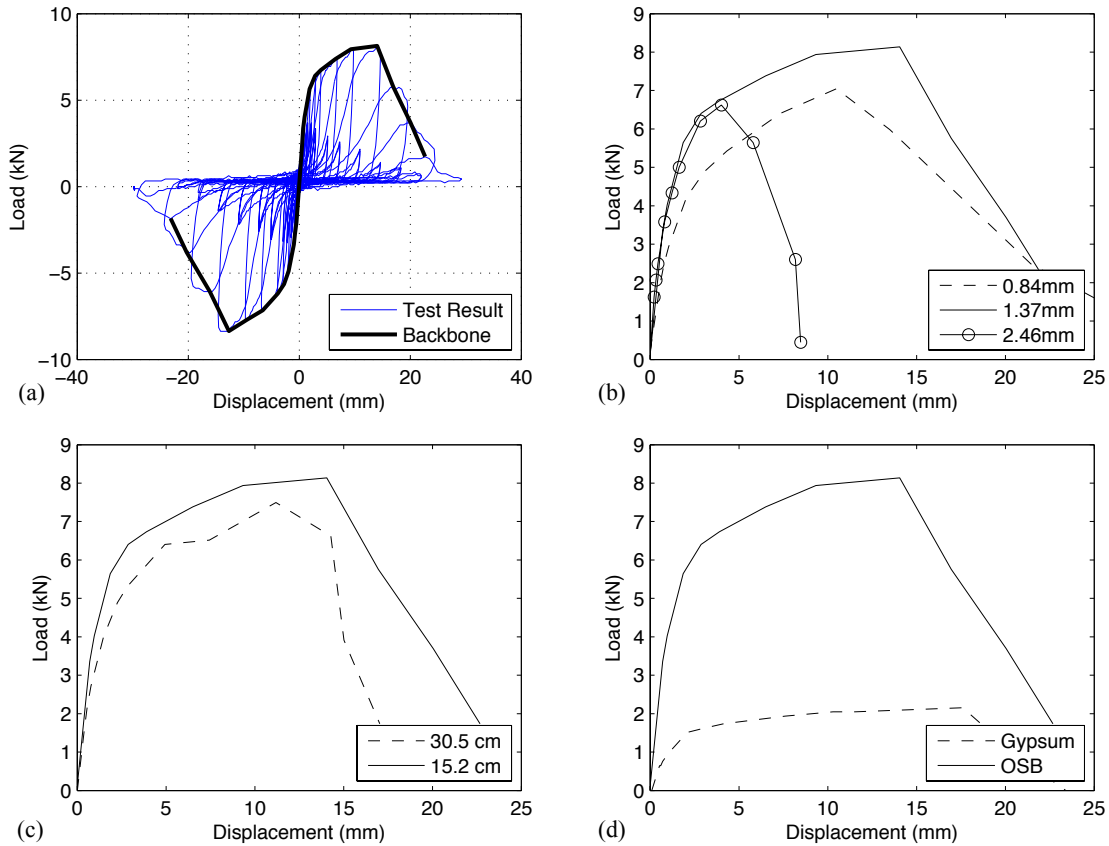 10
5
0
−5
−10
Load (kN)
−40
−20
0
20
40
Displacement (mm)
Test Result
Backbone
(a)
9
8
7
6
5
4
3
2
1
0
Load (kN)
0
5
10
15
20
25
Displacement (mm)
0.84mm
1.37mm
2.46mm
(b)
9
8
7
6
5
4
3
2
1
0
Load (kN)
0
5
10
15
20
25
Displacement (mm)
30.5 cm
15.2 cm
(c)
9
8
7
6
5
4
3
2
1
0
Load (kN)
0
5
10
15
20
25
Displacement (mm)
Gypsum
OSB
(d)